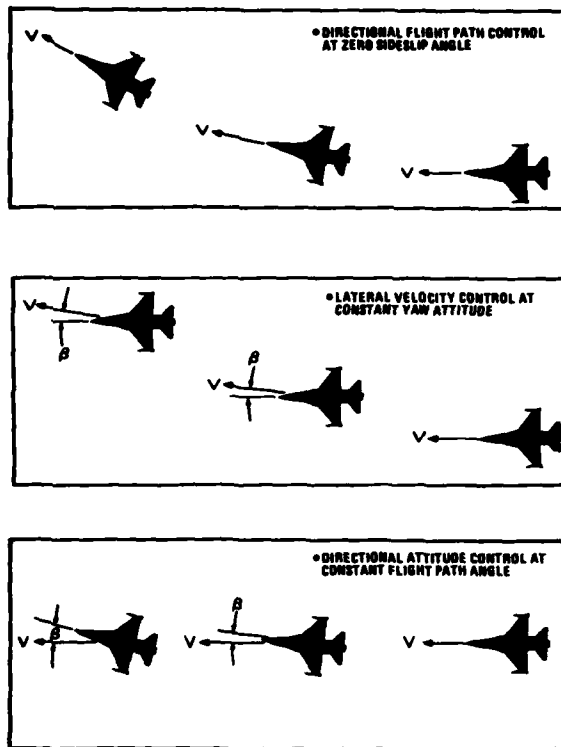 • DIRECTIONAL FLIGHT PATH CONTROL
AT ZERO SIDESLIP ANGLE
V
V
V
• LATERAL VELOCITY CONTROL AT
CONSTANT YAW ATTITUDE
V
β
β
V
V
• DIRECTIONAL ATTITUDE CONTROL AT
CONSTANT FLIGHT PATH ANGLE
β
β
V
V
V